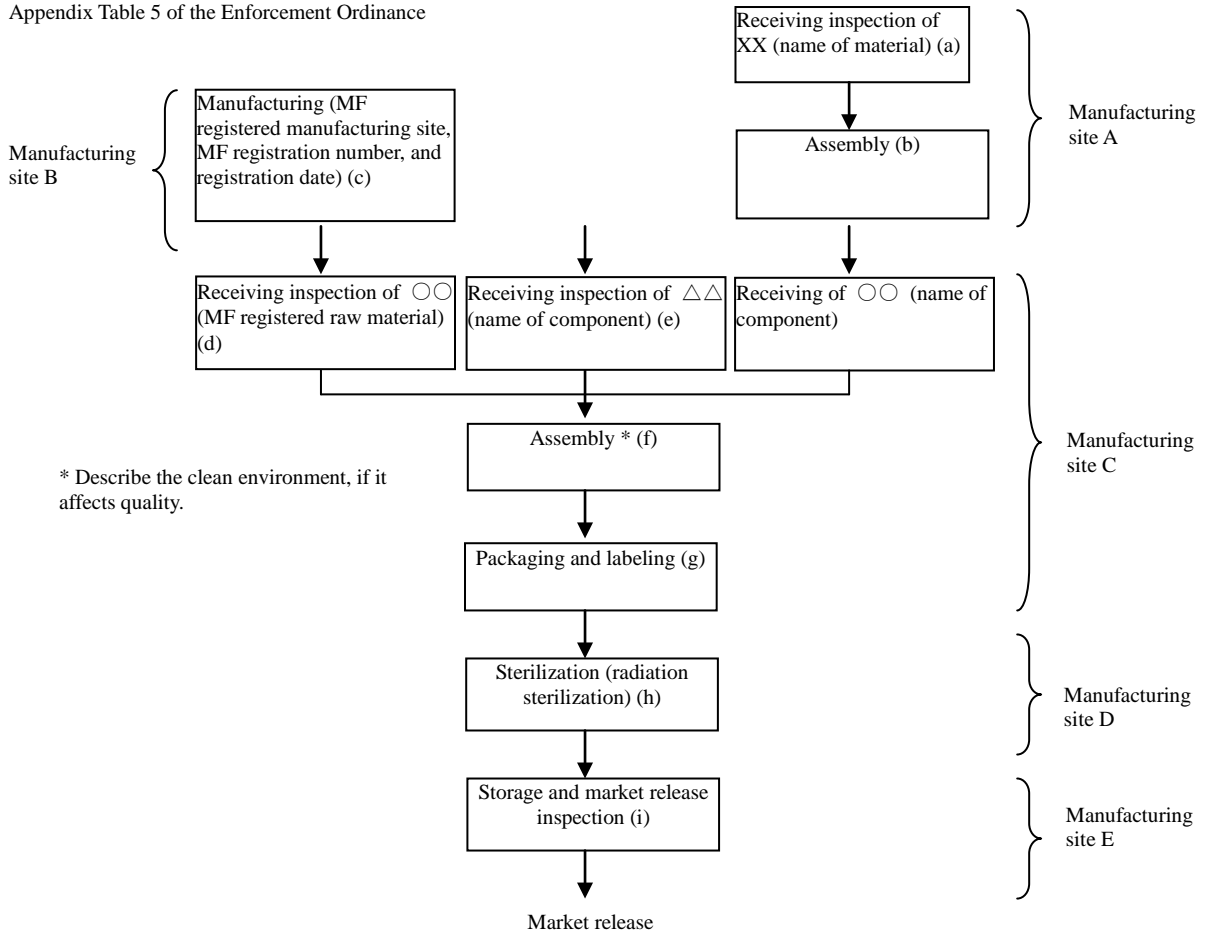 Appendix Table 5 of the Enforcement Ordinance
Receiving inspection of
XX (name of material) (a)
Manufacturing
site A
Assembly (b)
Manufacturing
site B
Manufacturing (MF
registered manufacturing site,
MF registration number, and
registration date) (c)
Receiving inspection of ○○
(MF registered raw material)
(d)
Receiving inspection of △△
(name of component) (e)
Receiving of ○○ (name of
component)
Assembly * (f)
Manufacturing
site C
* Describe the clean environment, if it
affects quality.
Packaging and labeling (g)
Sterilization (radiation
sterilization) (h)
Manufacturing
site D
Storage and market release
inspection (i)
Manufacturing
site E
Market release